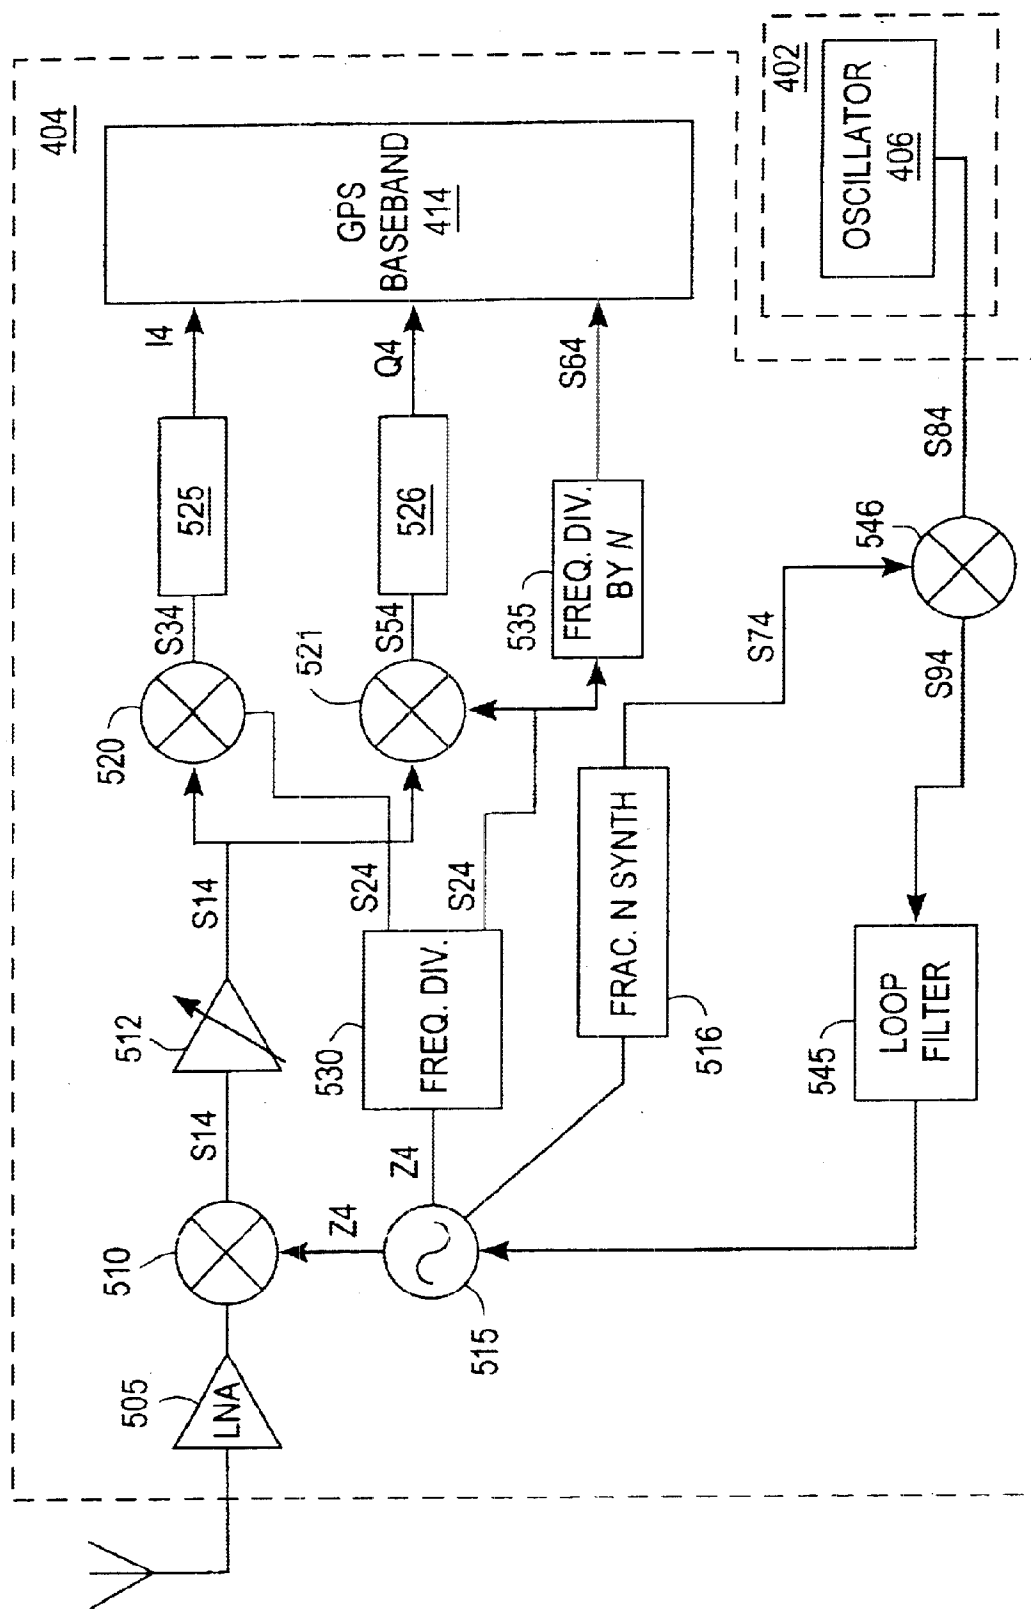 404
402
OSCILLATOR
406
GPS
BASEBAND
414
I4
Q4
S64
525
526
S34
S54
535
FREQ. DIV.
BY N
S84
546
520
521
S74
S94
S14
S24
S24
FRAC. N SYNTH
516
512
530
FREQ. DIV.
LOOP
FILTER
545
S14
Z4
Z4
510
515
505
LNA